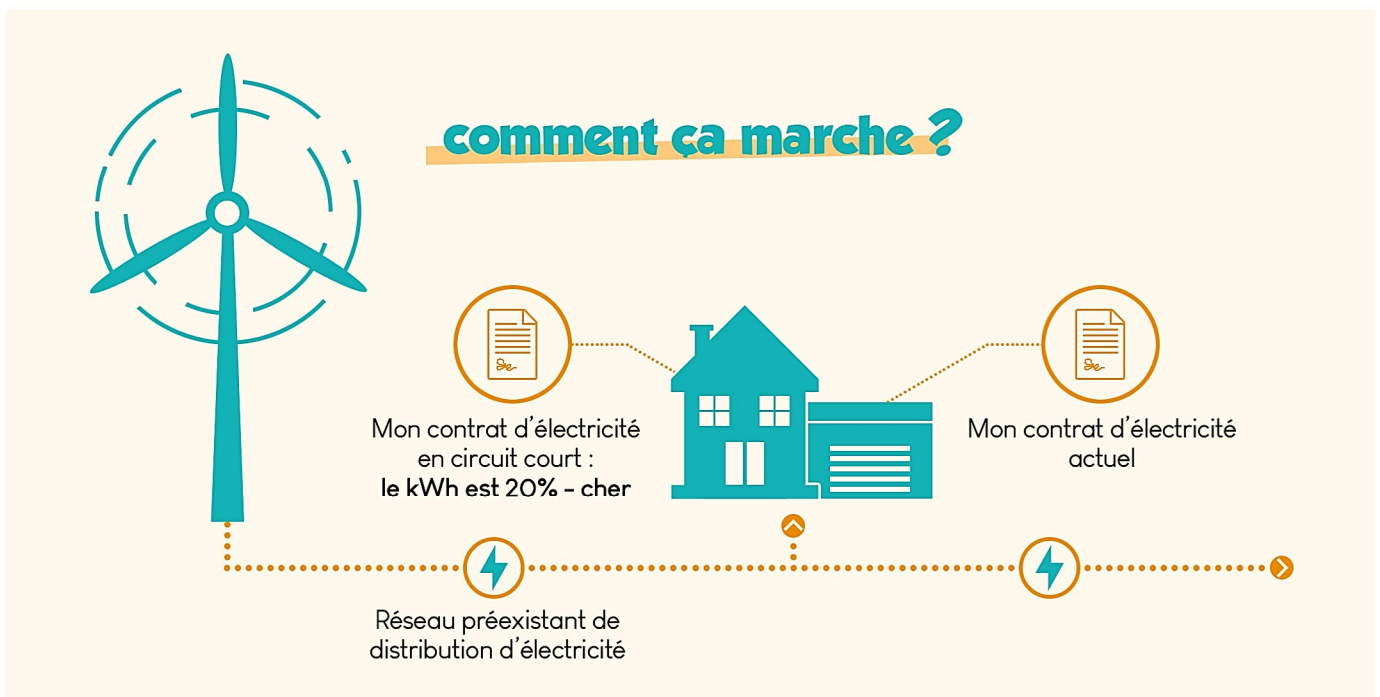 comment ça marche ?
Mon contrat d'électricité
en circuit court :
le kWh est 20% - cher
Mon contrat d'électricité
actuel
Réseau préexistant de
distribution d'électricité